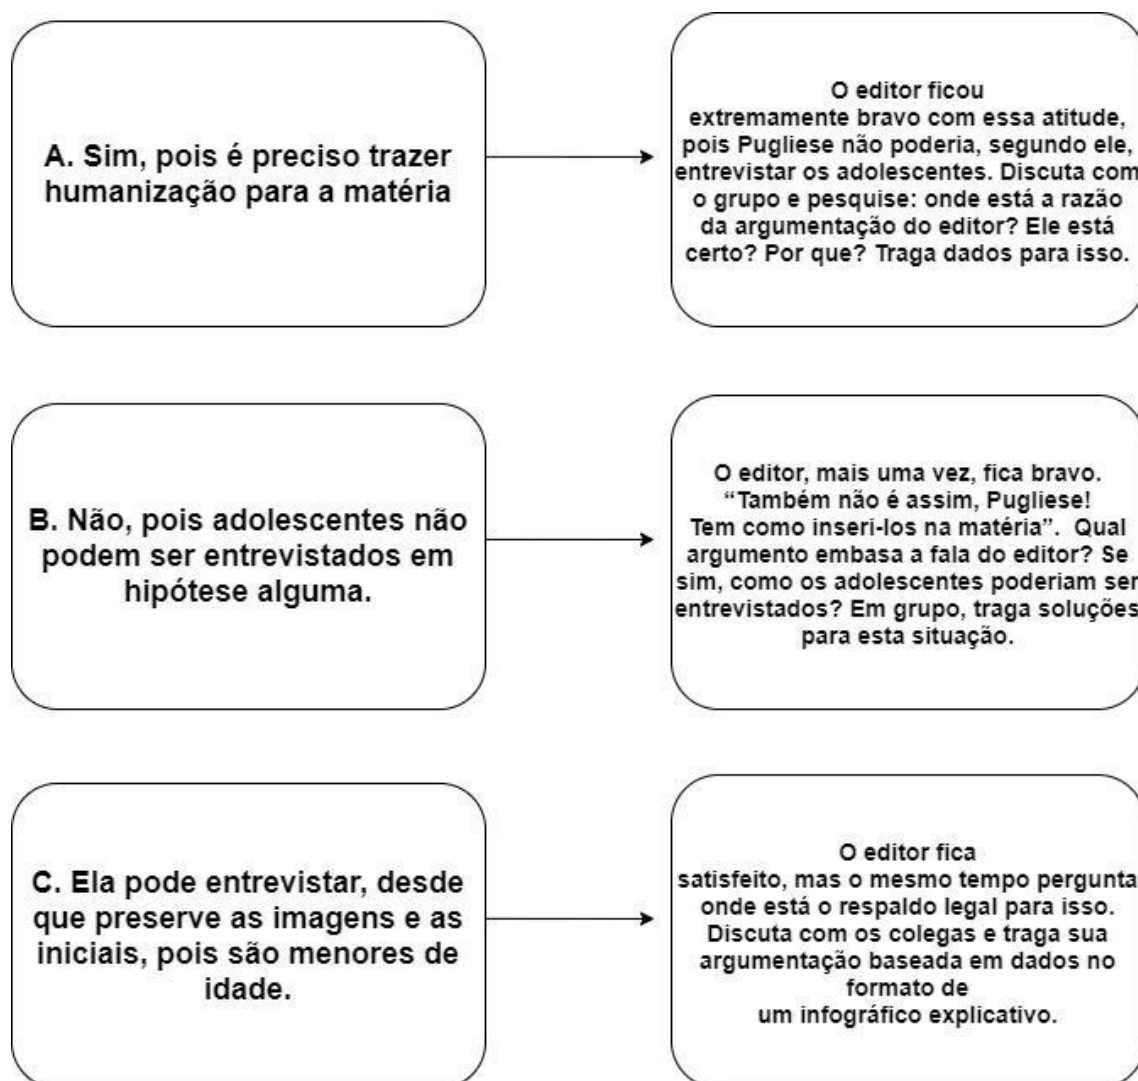 A. Sim, pois é preciso trazer
humanização para a matéria
O editor ficou
extremamente bravo com essa atitude,
pois Pugliese não poderia, segundo ele,
entrevistar os adolescentes. Discuta com
o grupo e pesquise: onde está a razão
da argumentação do editor? Ele está
certo? Por que? Traga dados para isso.
B. Não, pois adolescentes não
podem ser entrevistados em
hipótese alguma.
O editor, mais uma vez, fica bravo.
“Também não é assim, Pugliese!
Tem como inseri-los na matéria”. Qual
argumento embasa a fala do editor? Se
sim, como os adolescentes poderiam ser
entrevistados? Em grupo, traga soluções
para esta situação.
C. Ela pode entrevistar, desde
que preserve as imagens e as
iniciais, pois são menores de
idade.
O editor fica
satisfeito, mas o mesmo tempo pergunta
onde está o respaldo legal para isso.
Discuta com os colegas e traga sua
argumentação baseada em dados no
formato de
um infográfico explicativo.